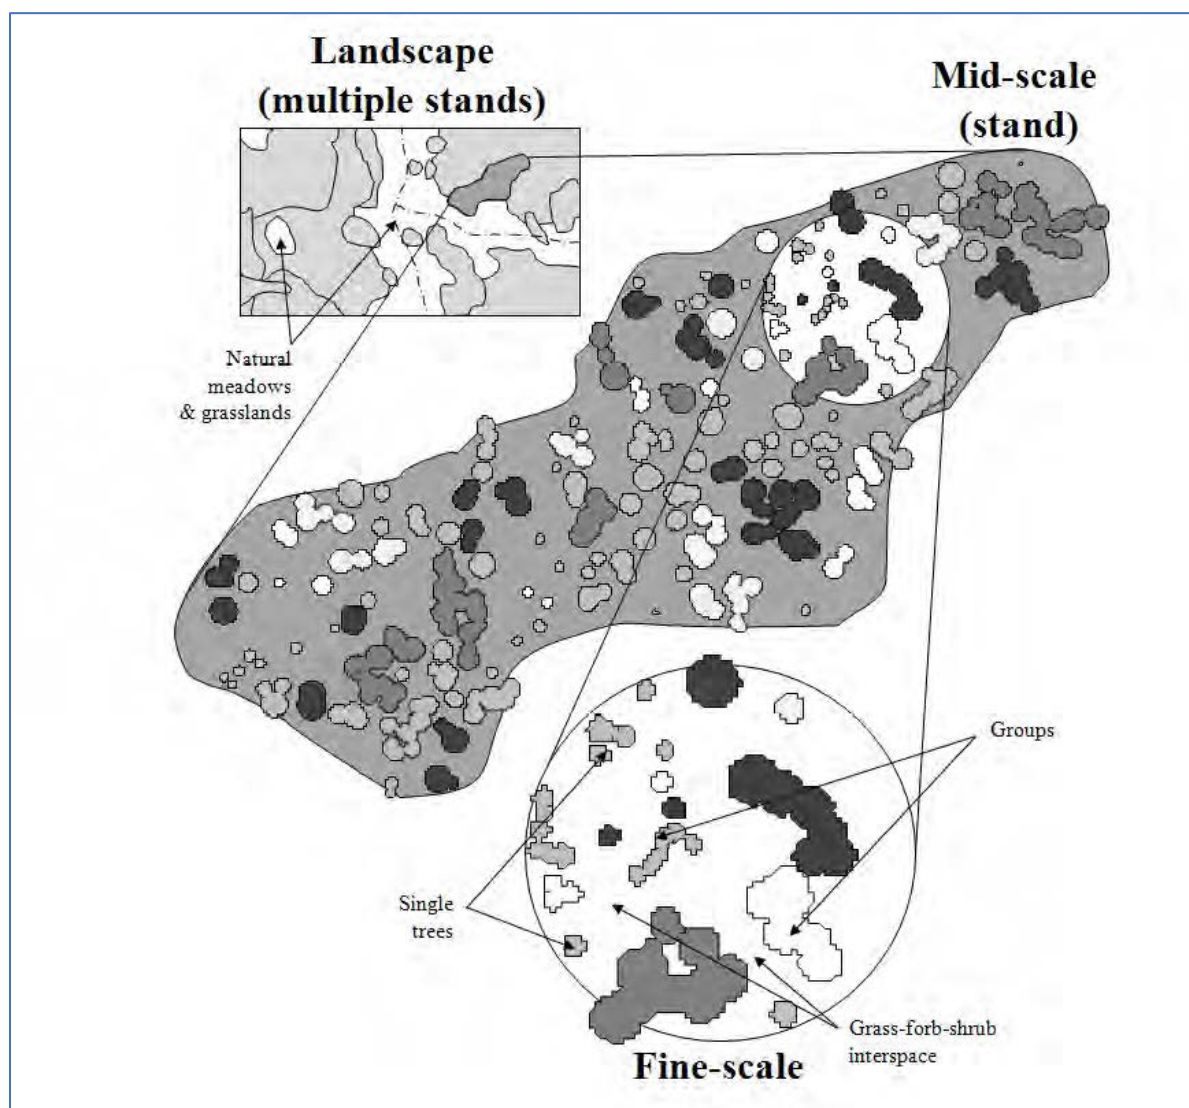 Landscape
(multiple stands)
Mid-scale
(stand)
Natural
meadows
& grasslands
Groups
Single
trees
Grass-forb-shrub
interspace
Fine-scale